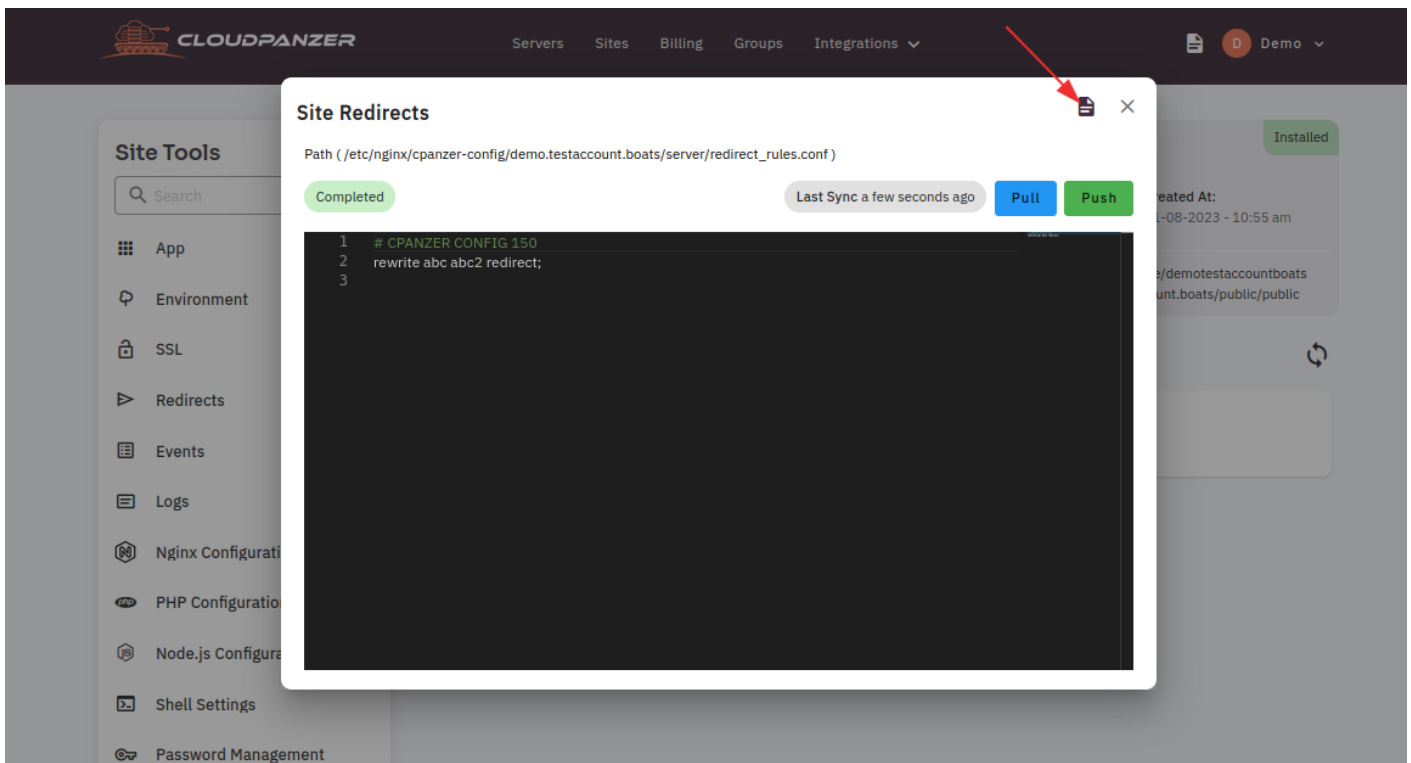 CLOUDPANZER
Servers Sites Billing Groups Integrations
D Demo
Site Redirects
Path ( /etc/nginx/cpanzer-config/demo.testaccount.boats/server/redirect_rules.conf )
Completed
Last Sync a few seconds ago
Pull
Push
1 # CPANZER CONFIG 150
2 rewrite abc abc2 redirect;
3
Site Tools
Search
App
Environment
SSL
Redirects
Events
Logs
Nginx Configurati
php PHP Configuratio
JS Node.js Configura
Shell Settings
Password Management
Installed
eated At:
-08-2023 - 10:55 am
/demotestaccountboats
unt.boats/public/public